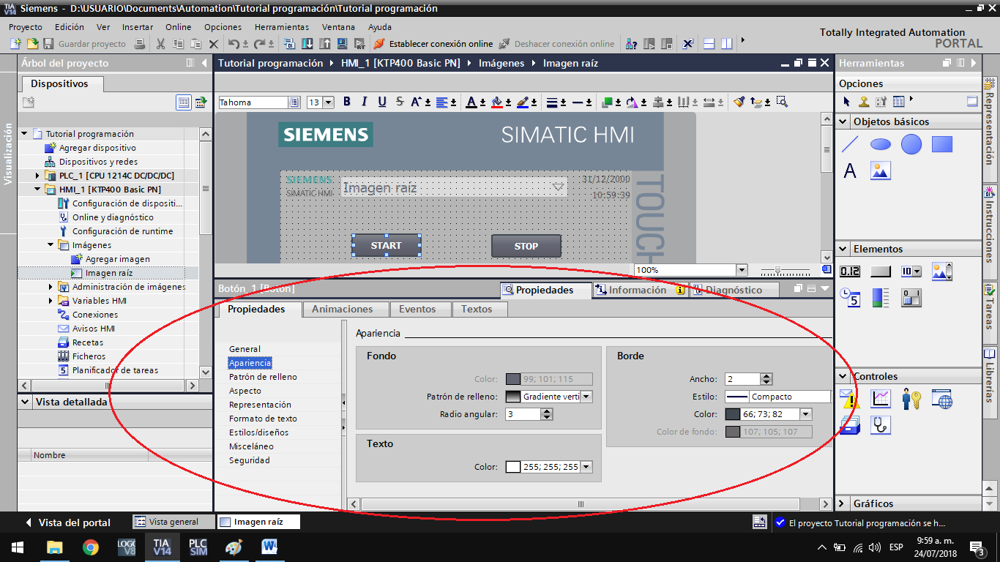 TIA V14 Siemens - D:\USUARIO\Documents\Automation\Tutorial programación\Tutorial programación
Proyecto Edición Ver Insertar Online Opciones Herramientas Ventana Ayuda
Guardar proyecto Establecer conexión online Deshacer conexión online
Totally Integrated Automation
PORTAL
Visualización
Árbol del proyecto
Dispositivos
Tutorial programación
Agregar dispositivo
Dispositivos y redes
PLC_1 [CPU 1214C DC/DC/DC]
HMI_1 [KTP400 Basic PN]
Configuración de dispositi...
Online y diagnóstico
Configuración de runtime
Imágenes
Agregar imagen
Imagen raíz
Administración de imágenes
Variables HMI
Conexiones
Avisos HMI
Recetas
Ficheros
Planificador de tareas
Vista detallada
Nombre
Tutorial programación HMI_1 [KTP400 Basic PN] Imágenes Imagen raíz
Tahoma 13 B I U S A A
SIEMENS SIMATIC HMI
SIEMENS
SIMATIC HMI
Imagen raíz
31/12/2000
10:59:39
TOUCH
START STOP
100%
Botón_1 [Botón]
Propiedades Información Diagnóstico
Propiedades Animaciones Eventos Textos
General
Apariencia
Patrón de relleno
Aspecto
Representación
Formato de texto
Estilos/diseños
Misceláneo
Seguridad
Apariencia
Fondo
Color: 99; 101; 115
Patrón de relleno: Gradiente verti
Radio angular: 3
Texto
Color: 255; 255; 255
Borde
Ancho: 2
Estilo: Compacto
Color: 66; 73; 82
Color de fondo: 107; 105; 107
Herramientas
Opciones
Objetos básicos
A
Elementos
0.12 10
5 0 1
Controles
Gráficos
Representación
Instrucciones
Tareas
Librerías
Vista del portal Vista general Imagen raíz El proyecto Tutorial programación se h...
LOGO V8 TIA V14 PLC SIM
ESP
9:59 a. m.
24/07/2018
3